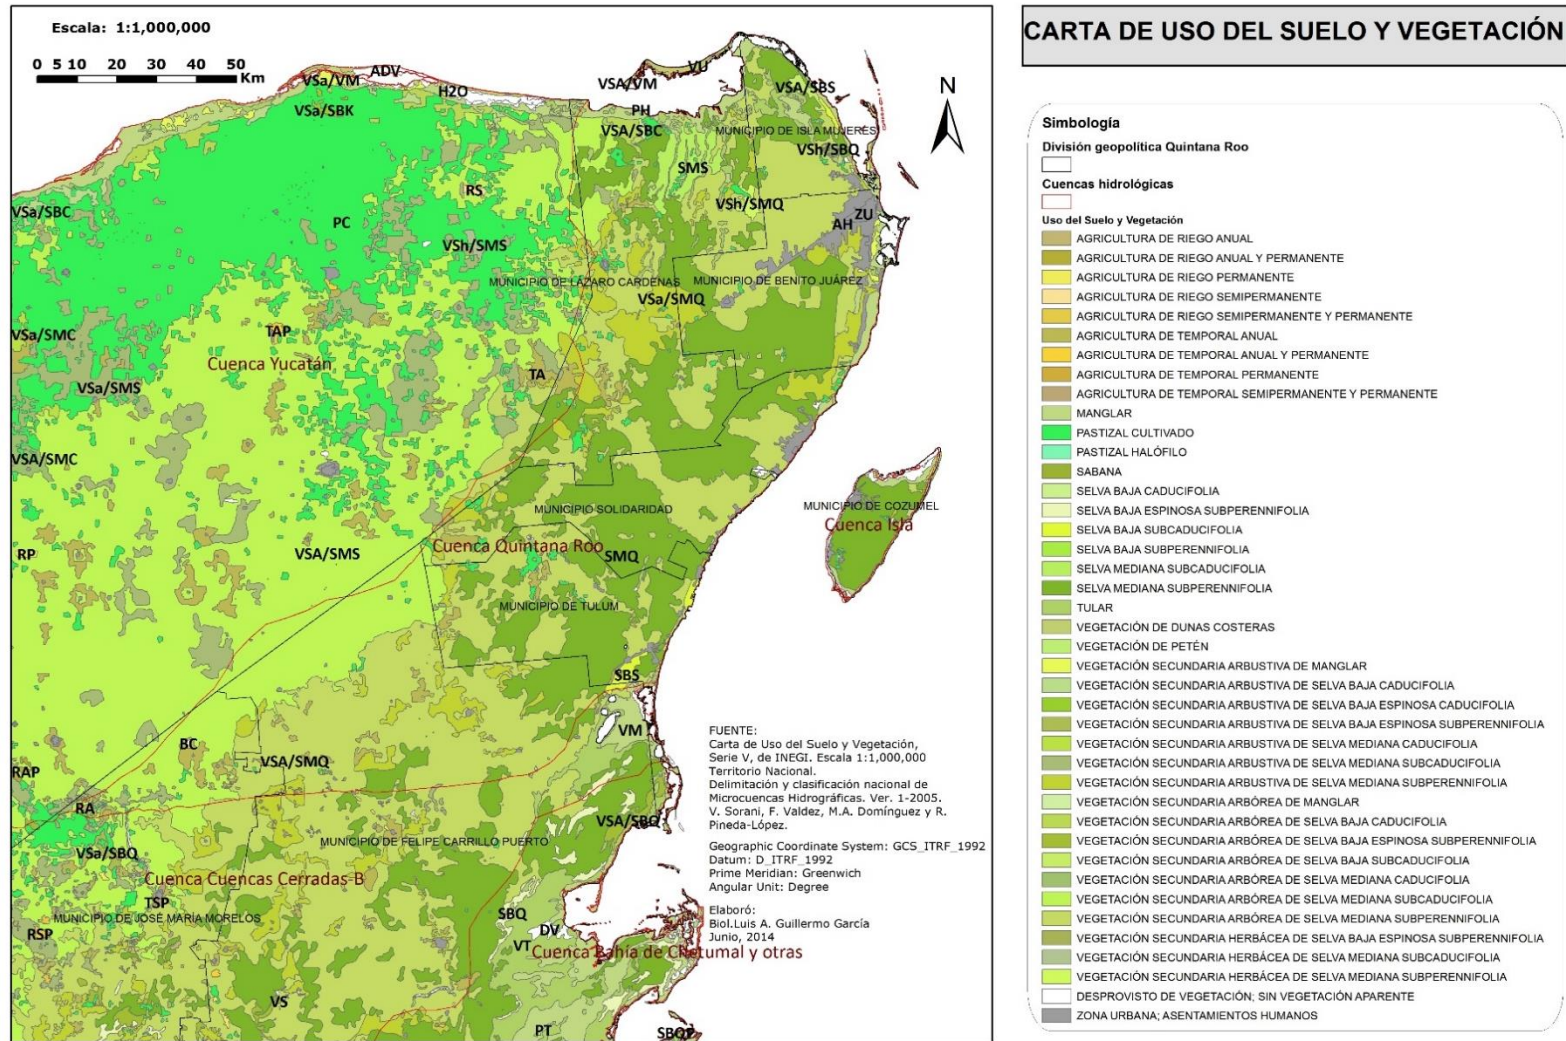 Escala: 1:1,000,000
0 5 10 20 30 40 50
Km
N
ADV
VSa/VM
H2O
VSa/SBK
VSA/VM
VU
PH
VSA/SBS
VSA/SBC
MUNICIPIO DE ISLA MUJERES
VSh/SBQ
SMS
RS
VSh/SMQ
VSa/SBC
PC
ZU
AH
VSh/SMS
MUNICIPIO DE LÁZARO CÁRDENAS
MUNICIPIO DE BENITO JUÁREZ
VSa/SMQ
VSa/SMC
TAP
Cuenca Yucatán
TA
VSa/SMS
VSA/SMC
MUNICIPIO SOLIDARIDAD
MUNICIPIO DE COZUMEL
Cuenca Isla
RP
VSA/SMS
Cuenca Quintana Roo
SMQ
MUNICIPIO DE TULUM
SBS
VM
BC
VSA/SMQ
RAP
RA
VSA/SBQ
MUNICIPIO DE FELIPE CARRILLO PUERTO
VSa/SBQ
Cuenca Cuencas Cerradas-B
TSP
MUNICIPIO DE JOSÉ MARÍA MORELOS
SBQ
RSP
DV
VT
Cuenca Bahía de Chetumal y otras
VS
PT
FUENTE:
Carta de Uso del Suelo y Vegetación,
Serie V, de INEGI. Escala 1:1,000,000
Territorio Nacional.
Delimitación y clasificación nacional de
Microcuencas Hidrográficas. Ver. 1-2005.
V. Sorani, F. Valdez, M.A. Domínguez y R.
Pineda-López.
Geographic Coordinate System: GCS_ITRF_1992
Datum: D_ITRF_1992
Prime Meridian: Greenwich
Angular Unit: Degree
Elaboró:
Biol.Luis A. Guillermo García
Junio, 2014
CARTA DE USO DEL SUELO Y VEGETACIÓN
Simbología
División geopolítica Quintana Roo
Cuencas hidrológicas
Uso del Suelo y Vegetación
AGRICULTURA DE RIEGO ANUAL
AGRICULTURA DE RIEGO ANUAL Y PERMANENTE
AGRICULTURA DE RIEGO PERMANENTE
AGRICULTURA DE RIEGO SEMIPERMANENTE
AGRICULTURA DE RIEGO SEMIPERMANENTE Y PERMANENTE
AGRICULTURA DE TEMPORAL ANUAL
AGRICULTURA DE TEMPORAL ANUAL Y PERMANENTE
AGRICULTURA DE TEMPORAL PERMANENTE
AGRICULTURA DE TEMPORAL SEMIPERMANENTE Y PERMANENTE
MANGLAR
PASTIZAL CULTIVADO
PASTIZAL HALÓFILO
SABANA
SELVA BAJA CADUCIFOLIA
SELVA BAJA ESPINOSA SUBPERENNIFOLIA
SELVA BAJA SUBCADUCIFOLIA
SELVA BAJA SUBPERENNIFOLIA
SELVA MEDIANA SUBCADUCIFOLIA
SELVA MEDIANA SUBPERENNIFOLIA
TULAR
VEGETACIÓN DE DUNAS COSTERAS
VEGETACIÓN DE PETÉN
VEGETACIÓN SECUNDARIA ARBUSTIVA DE MANGLAR
VEGETACIÓN SECUNDARIA ARBUSTIVA DE SELVA BAJA CADUCIFOLIA
VEGETACIÓN SECUNDARIA ARBUSTIVA DE SELVA BAJA ESPINOSA CADUCIFOLIA
VEGETACIÓN SECUNDARIA ARBUSTIVA DE SELVA BAJA ESPINOSA SUBPERENNIFOLIA
VEGETACIÓN SECUNDARIA ARBUSTIVA DE SELVA MEDIANA CADUCIFOLIA
VEGETACIÓN SECUNDARIA ARBUSTIVA DE SELVA MEDIANA SUBCADUCIFOLIA
VEGETACIÓN SECUNDARIA ARBUSTIVA DE SELVA MEDIANA SUBPERENNIFOLIA
VEGETACIÓN SECUNDARIA ARBÓREA DE MANGLAR
VEGETACIÓN SECUNDARIA ARBÓREA DE SELVA BAJA CADUCIFOLIA
VEGETACIÓN SECUNDARIA ARBÓREA DE SELVA BAJA ESPINOSA SUBPERENNIFOLIA
VEGETACIÓN SECUNDARIA ARBÓREA DE SELVA BAJA SUBCADUCIFOLIA
VEGETACIÓN SECUNDARIA ARBÓREA DE SELVA MEDIANA CADUCIFOLIA
VEGETACIÓN SECUNDARIA ARBÓREA DE SELVA MEDIANA SUBCADUCIFOLIA
VEGETACIÓN SECUNDARIA ARBÓREA DE SELVA MEDIANA SUBPERENNIFOLIA
VEGETACIÓN SECUNDARIA HERBÁCEA DE SELVA BAJA ESPINOSA SUBPERENNIFOLIA
VEGETACIÓN SECUNDARIA HERBÁCEA DE SELVA MEDIANA SUBCADUCIFOLIA
VEGETACIÓN SECUNDARIA HERBÁCEA DE SELVA MEDIANA SUBPERENNIFOLIA
DESPROVISTO DE VEGETACIÓN; SIN VEGETACIÓN APARENTE
ZONA URBANA; ASENTAMIENTOS HUMANOS